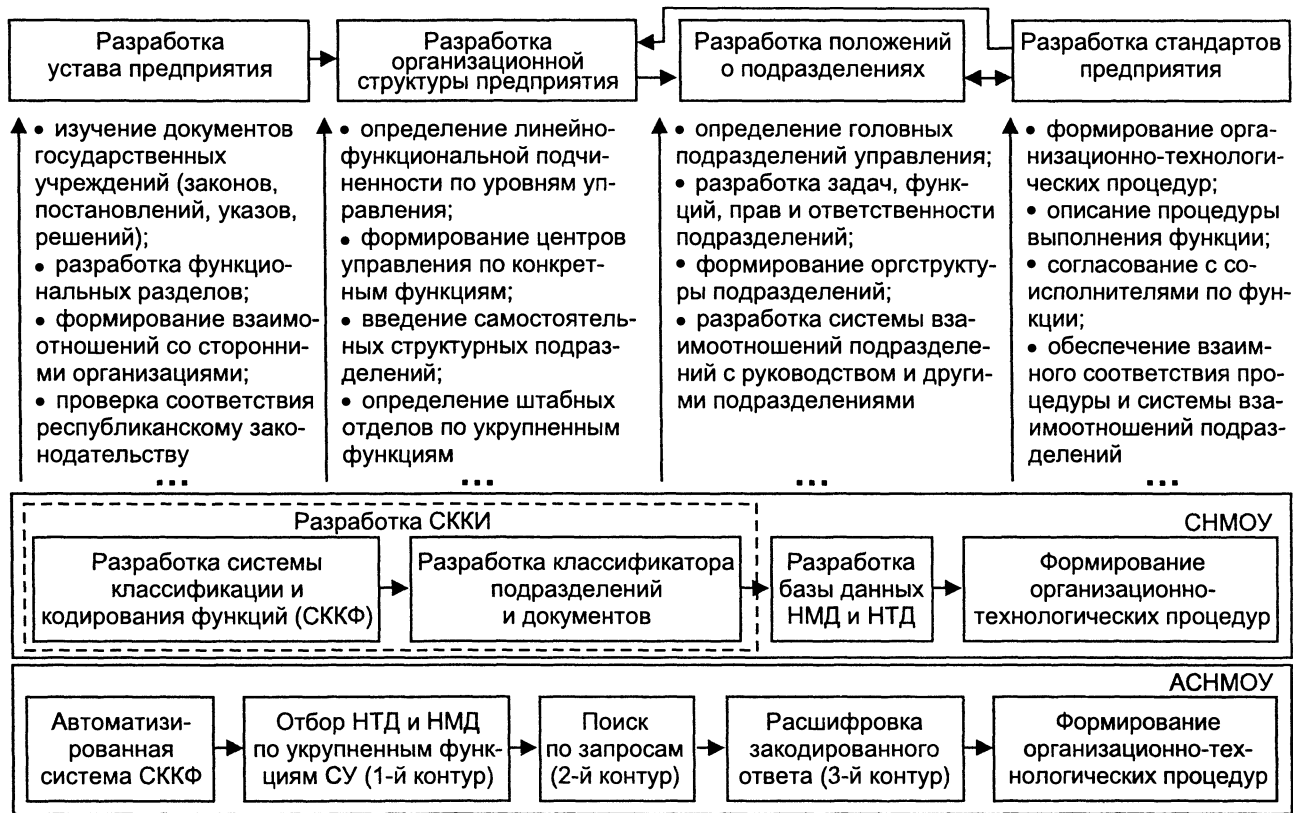 Разработка
устава предприятия
Разработка
организационной
структуры предприятия
Разработка положений
о подразделениях
Разработка стандартов
предприятия
• изучение документов
государственных
учреждений (законов,
постановлений, указов,
решений);
• разработка функцио-
нальных разделов;
• формирование взаимо-
отношений со сторонни-
ми организациями;
• проверка соответствия
республиканскому зако-
нодательству
...
• определение линейно-
функциональной подчи-
ненности по уровням уп-
равления;
• формирование центров
управления по конкрет-
ным функциям;
• введение самостоятель-
ных структурных подраз-
делений;
• определение штабных
отделов по укрупненным
функциям
...
• определение головных
подразделений управления;
• разработка задач, функ-
ций, прав и ответственности
подразделений;
• формирование оргструкту-
ры подразделений;
• разработка системы вза-
имоотношений подразделе-
ний с руководством и други-
ми подразделениями
...
• формирование орга-
низационно-технологи-
ческих процедур;
• описание процедуры
выполнения функции;
• согласование с со-
исполнителями по фун-
кции;
• обеспечение взаим-
ного соответствия про-
цедуры и системы вза-
имоотношений подраз-
делений
...
Разработка СККИ
СНМОУ
Разработка системы
классификации и
кодирования функций (СККФ)
Разработка классификатора
подразделений
и документов
Разработка
базы данных
НМД и НТД
Формирование
организационно-
технологических процедур
АСНМОУ
Автоматизи-
рованная
система СККФ
Отбор НТД и НМД
по укрупненным функ-
циям СУ (1-й контур)
Поиск
по запросам
(2-й контур)
Расшифровка
закодированного
ответа (3-й контур)
Формирование
организационно-тех-
нологических процедур